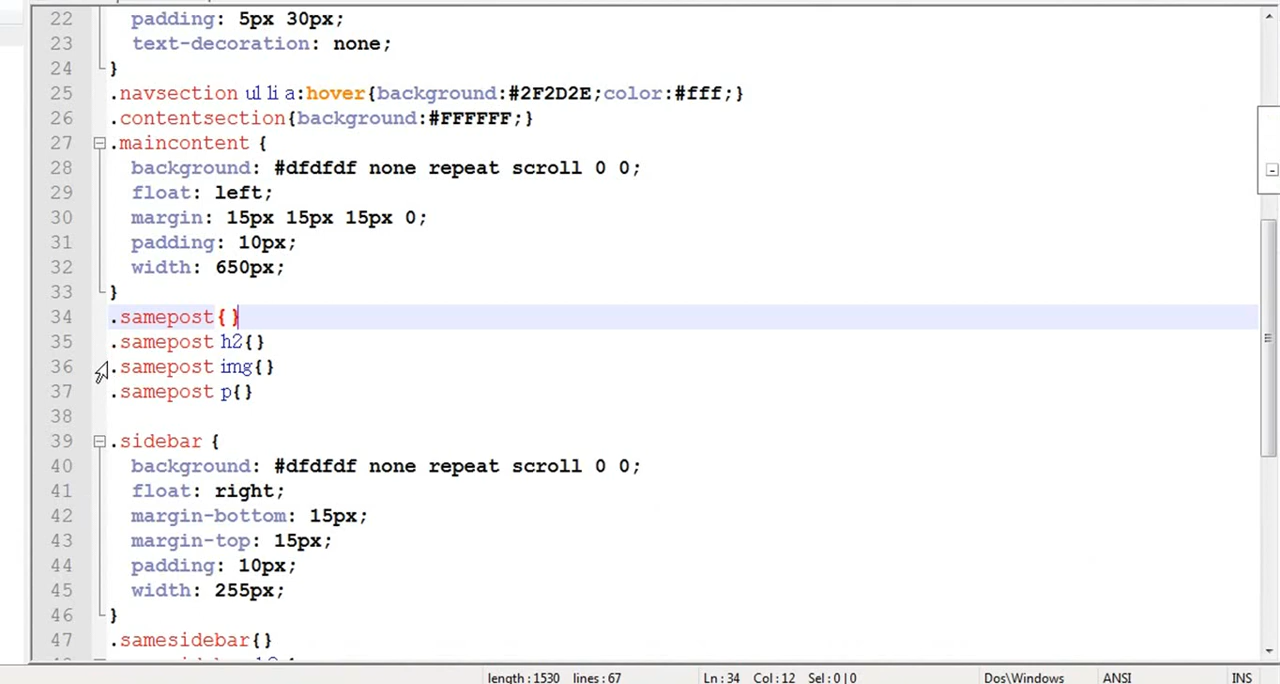 22 padding: 5px 30px;
23 text-decoration: none;
24 }
25 .navsection ul li a:hover{background:#2F2D2E;color:#fff;}
26 .contentsection{background:#FFFFFF;}
27 .maincontent {
28 background: #dfdfdf none repeat scroll 0 0;
29 float: left;
30 margin: 15px 15px 15px 0;
31 padding: 10px;
32 width: 650px;
33 }
34 .samepost{}
35 .samepost h2{}
36 .samepost img{}
37 .samepost p{}
38
39 .sidebar {
40 background: #dfdfdf none repeat scroll 0 0;
41 float: right;
42 margin-bottom: 15px;
43 margin-top: 15px;
44 padding: 10px;
45 width: 255px;
46 }
47 .samesidebar{}
length : 1530 lines : 67 Ln : 34 Col : 12 Sel : 0 | 0 Dos\Windows ANSI INS